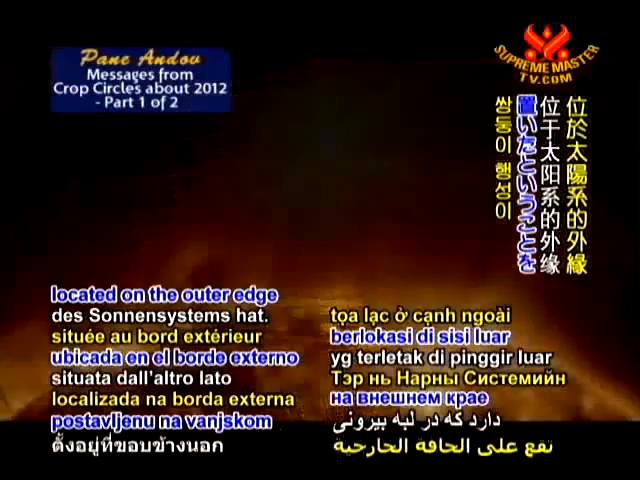 Pane Andov
Messages from
Crop Circles about 2012
- Part 1 of 2
SUPREME MASTER
TV.COM
位於太陽系的外緣
位于太阳系的外缘
置いたということを
쌍둥이 행성이
located on the outer edge
des Sonnensystems hat.
située au bord extérieur
ubicada en el borde externo
situata dall'altro lato
localizada na borda externa
postavljenu na vanjskom
ตั้งอยู่ที่ขอบข้างนอก
tọa lạc ở cạnh ngoài
berlokasi di sisi luar
yg terletak di pinggir luar
Тэр нь Нарны Системийн
на внешнем крае
دارد که در لبه بیرونی
تقع على الحافة الخارجية